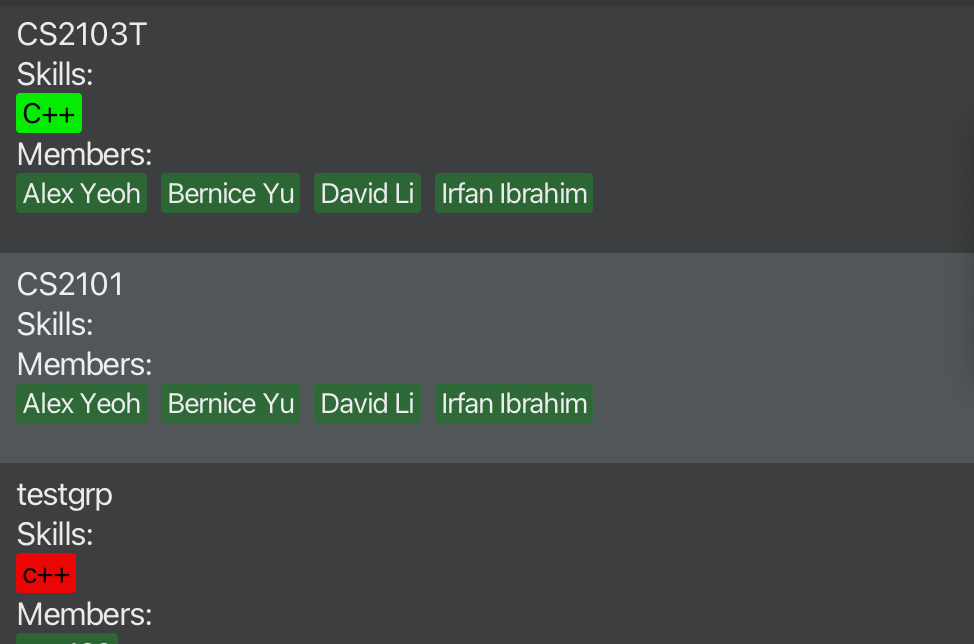 CS2103T
Skills:
C++
Members:
Alex Yeoh Bernice Yu David Li Irfan Ibrahim
CS2101
Skills:
Members:
Alex Yeoh Bernice Yu David Li Irfan Ibrahim
testgrp
Skills:
c++
Members: